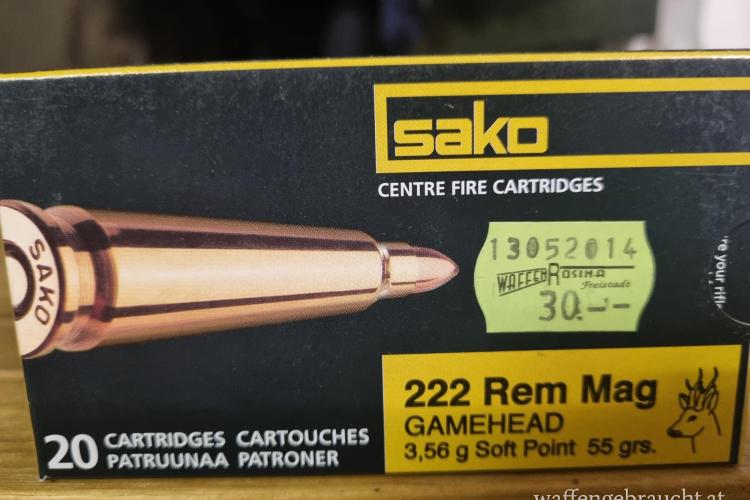 sako
CENTRE FIRE CARTRIDGES
SAKO
13052014
WAFFEN ROSINA
Freistadt
30.--
222 Rem Mag
GAMEHEAD
3,56 g Soft Point 55 grs.
20 CARTRIDGES CARTOUCHES
PATRUUNAA PATRONER
waffengebraucht.at